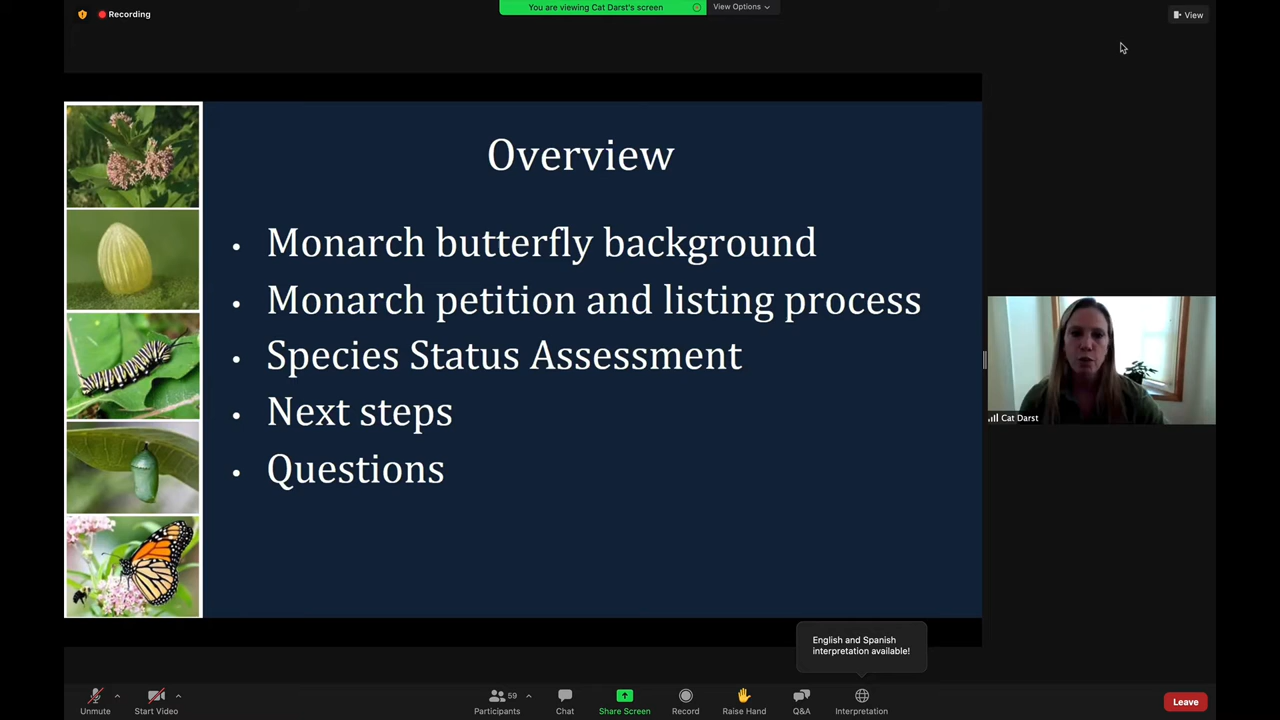 Recording
You are viewing Cat Darst's screen
View Options
View
Overview
• Monarch butterfly background
• Monarch petition and listing process
• Species Status Assessment
• Next steps
• Questions
Cat Darst
English and Spanish
interpretation available!
Unmute
Start Video
59
Participants
Chat
Share Screen
Record
Raise Hand
Q&A
Interpretation
Leave